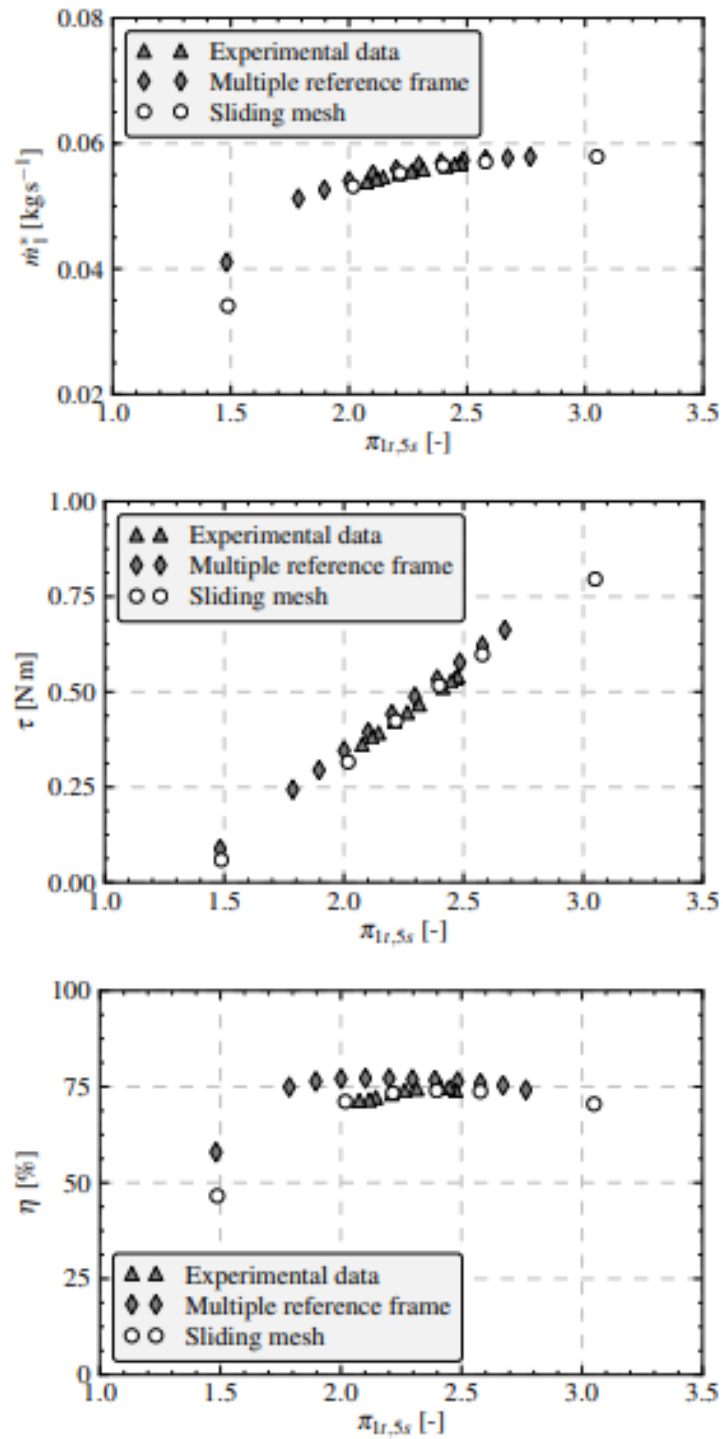 0.08
0.06
0.04
0.02
ṁ*ᵢ [kg s⁻¹]
Experimental data
Multiple reference frame
Sliding mesh
1.0 1.5 2.0 2.5 3.0 3.5
π1t,5s [-]
1.00
0.75
0.50
0.25
0.00
τ [N m]
Experimental data
Multiple reference frame
Sliding mesh
1.0 1.5 2.0 2.5 3.0 3.5
π1t,5s [-]
100
75
50
25
0
η [%]
Experimental data
Multiple reference frame
Sliding mesh
1.0 1.5 2.0 2.5 3.0 3.5
π1t,5s [-]